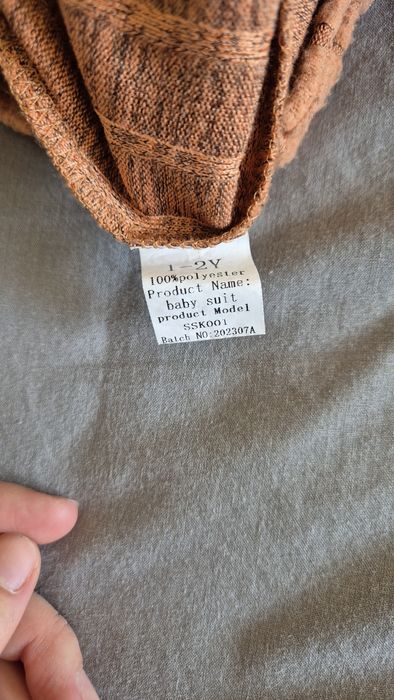 1-2Y
100%polyester
Product Name:
baby suit
product Model
SSK001
Batch NO:202307A